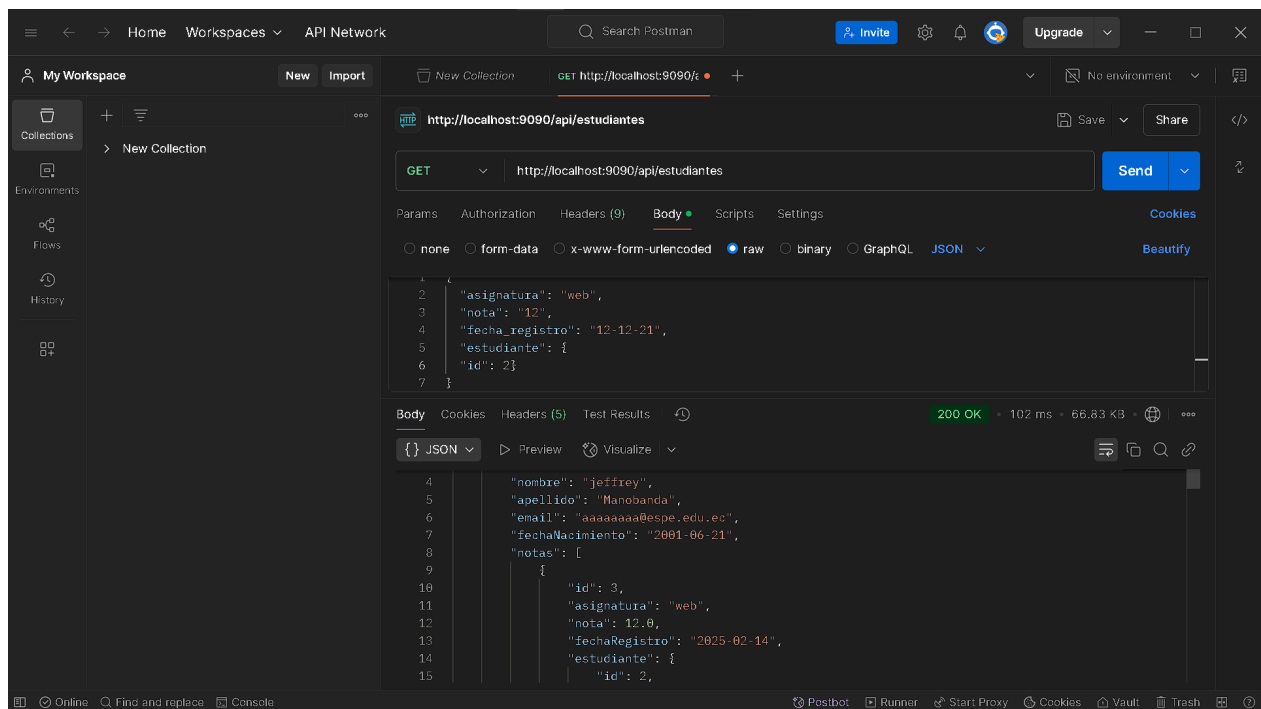 Home Workspaces API Network Search Postman Invite Upgrade
My Workspace New Import New Collection GET http://localhost:9090/a No environment
Collections
Environments
Flows
History
New Collection
HTTP http://localhost:9090/api/estudiantes Save Share
GET http://localhost:9090/api/estudiantes Send
Params Authorization Headers (9) Body Scripts Settings Cookies
none form-data x-www-form-urlencoded raw binary GraphQL JSON Beautify
1 {
2 "asignatura": "web",
3 "nota": "12",
4 "fecha_registro": "12-12-21",
5 "estudiante": {
6 "id": 2}
7 }
Body Cookies Headers (5) Test Results 200 OK • 102 ms • 66.83 KB •
{} JSON Preview Visualize
4 "nombre": "jeffrey",
5 "apellido": "Manobanda",
6 "email": "aaaaaaaa@espe.edu.ec",
7 "fechaNacimiento": "2001-06-21",
8 "notas": [
9 {
10 "id": 3,
11 "asignatura": "web",
12 "nota": 12.0,
13 "fechaRegistro": "2025-02-14",
14 "estudiante": {
15 "id": 2,
Online Find and replace Console Postbot Runner Start Proxy Cookies Vault Trash